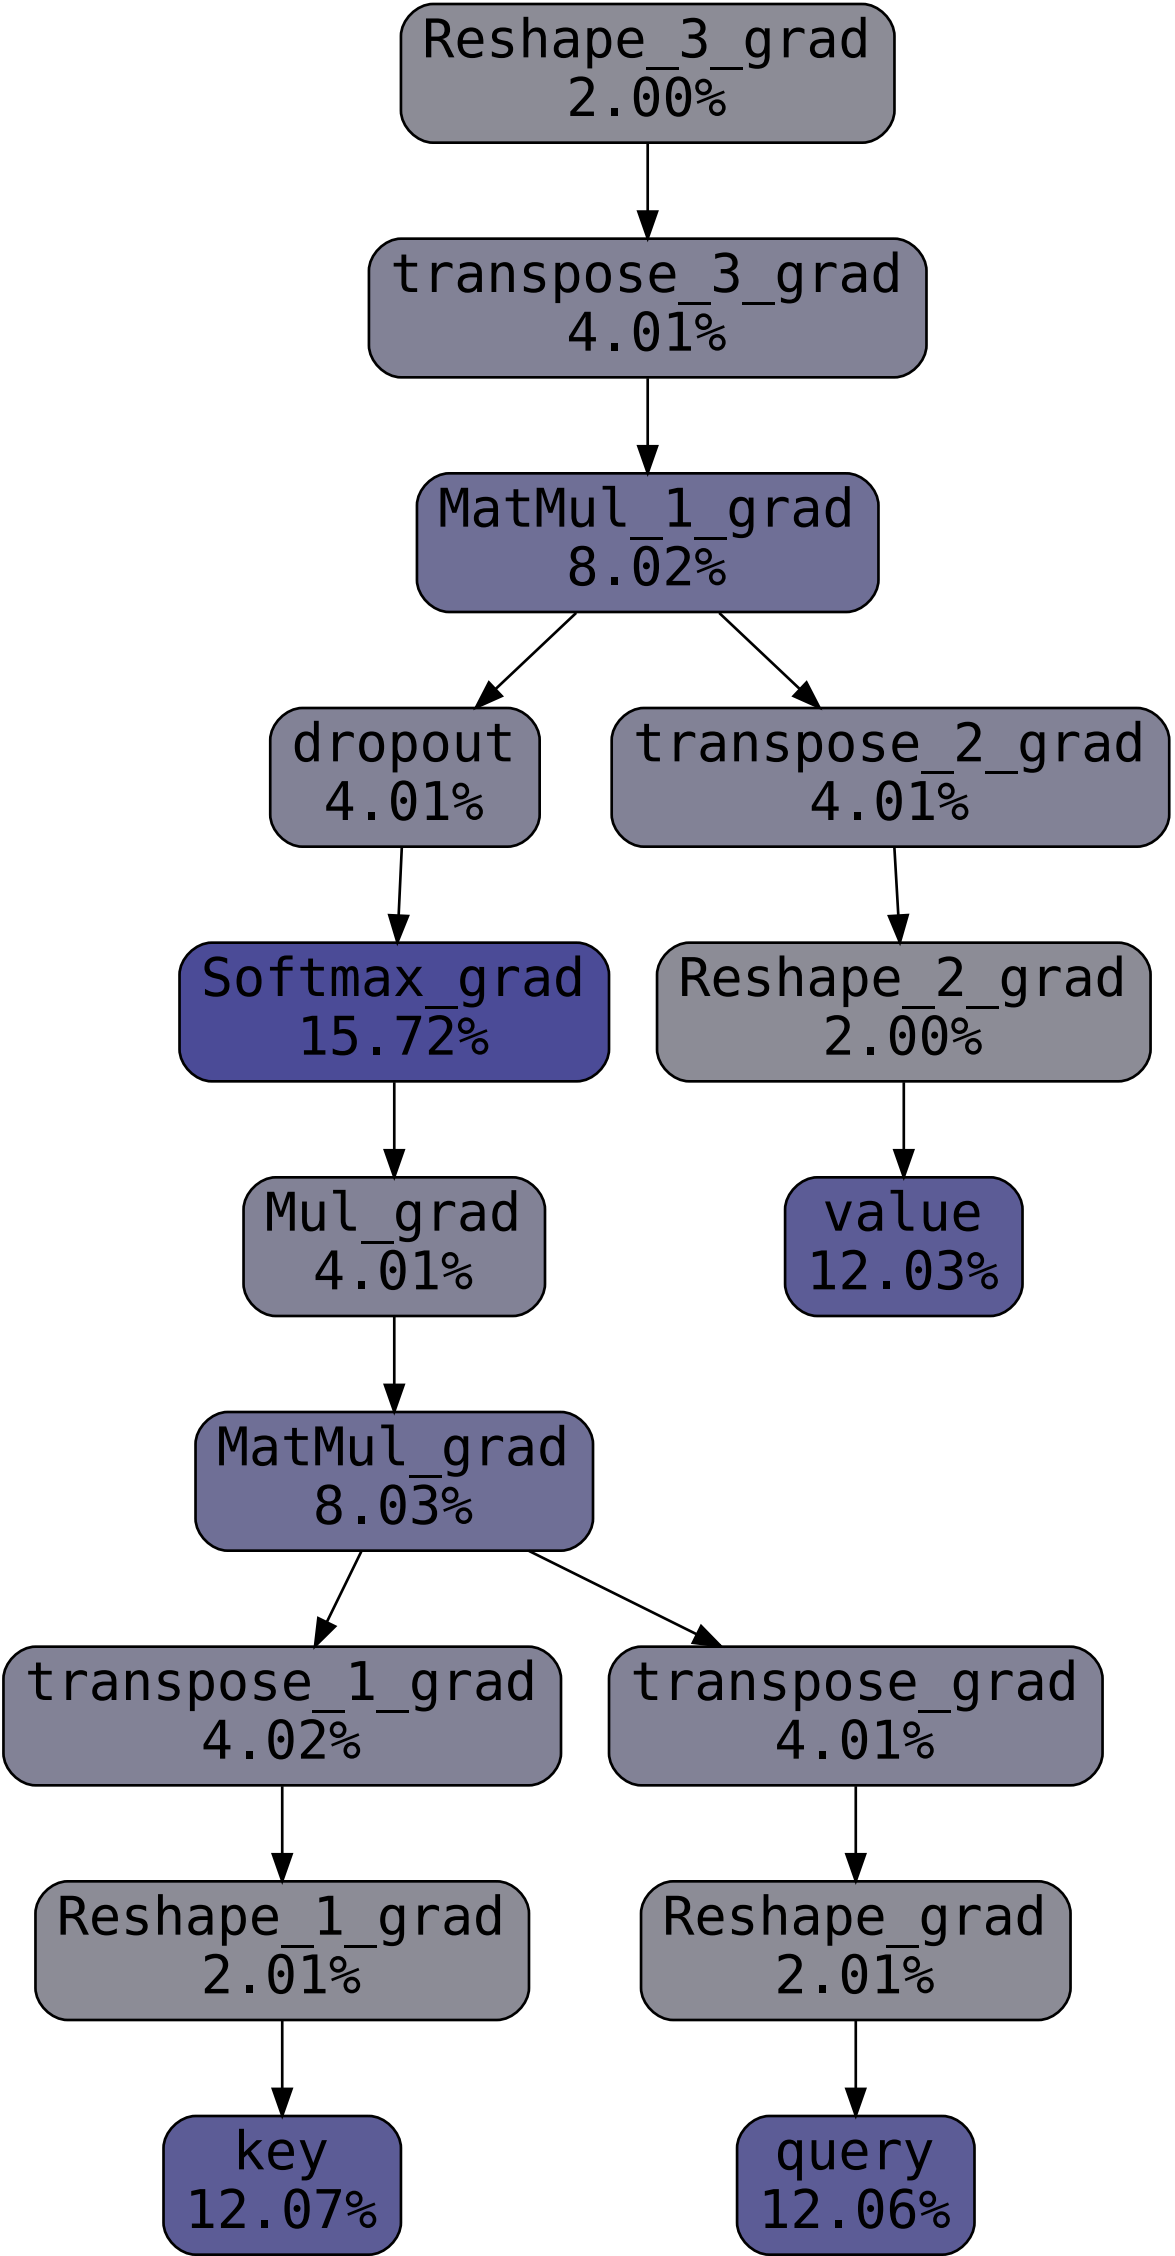 Reshape_3_grad
2.00%
transpose_3_grad
4.01%
MatMul_1_grad
8.02%
dropout
4.01%
transpose_2_grad
4.01%
Softmax_grad
15.72%
Reshape_2_grad
2.00%
Mul_grad
4.01%
value
12.03%
MatMul_grad
8.03%
transpose_1_grad
4.02%
transpose_grad
4.01%
Reshape_1_grad
2.01%
Reshape_grad
2.01%
key
12.07%
query
12.06%